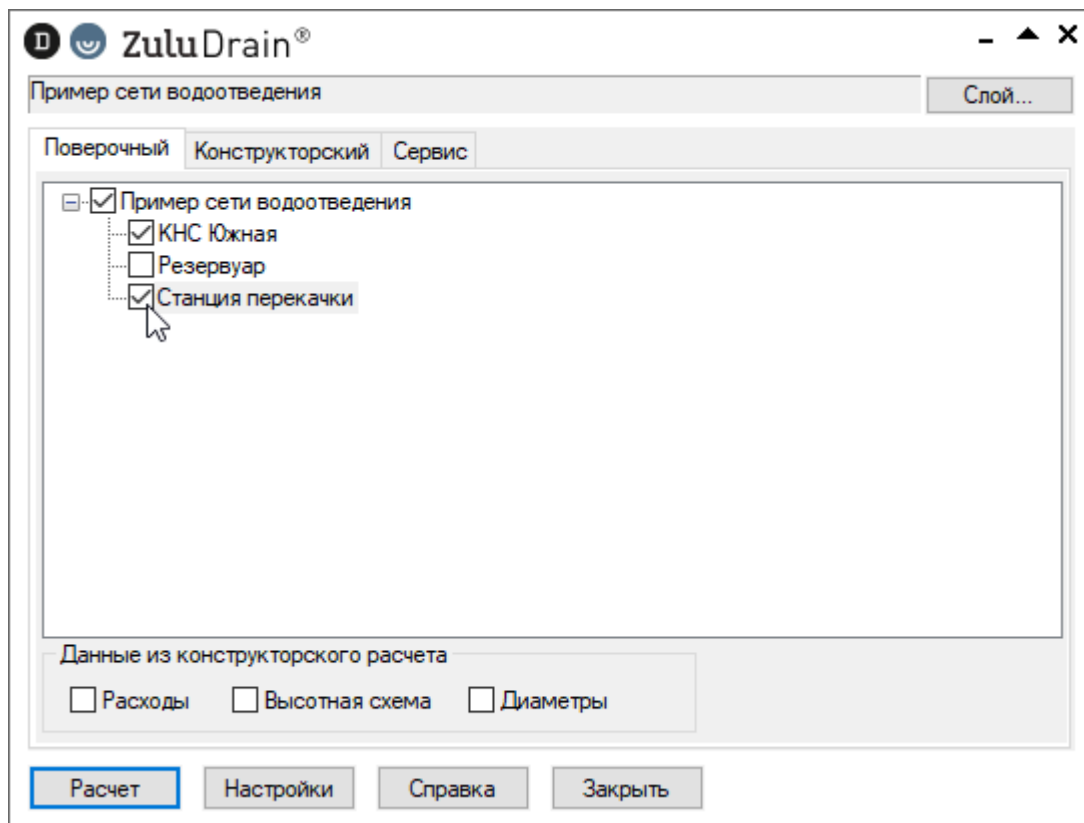 D ZuluDrain®
Пример сети водоотведения Слой...
Поверочный Конструкторский Сервис
Пример сети водоотведения
КНС Южная
Резервуар
Станция перекачки
Данные из конструкторского расчета
Расходы Высотная схема Диаметры
Расчет Настройки Справка Закрыть